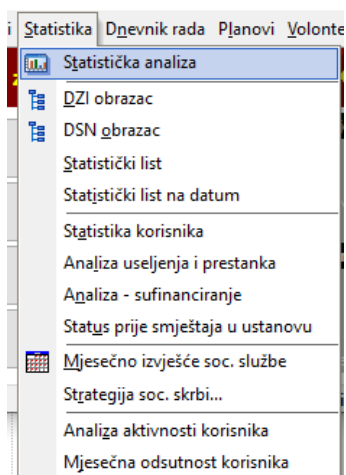 i Statistika Dnevnik rada Planovi Volonte
Statistička analiza
DZI obrazac
DSN obrazac
Statistički list
Statistički list na datum
Statistika korisnika
Analiza useljenja i prestanka
Analiza - sufinanciranje
Status prije smještaja u ustanovu
Mjesečno izvješće soc. službe
Strategija soc. skrbi...
Analiza aktivnosti korisnika
Mjesečna odsutnost korisnika